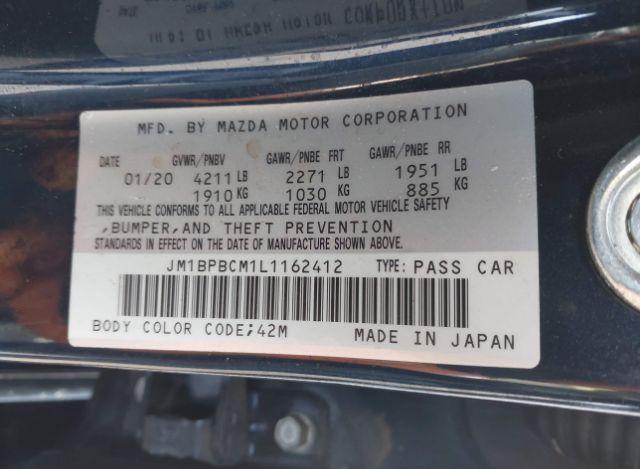 MFD. BY MAZDA MOTOR CORPORATION
DATE GVWR/PNBV GAWR/PNBE FRT GAWR/PNBE RR
01/20 4211 LB 2271 LB 1951 LB
1910 KG 1030 KG 885 KG
THIS VEHICLE CONFORMS TO ALL APPLICABLE FEDERAL MOTOR VEHICLE SAFETY
,BUMPER,AND THEFT PREVENTION
STANDARDS IN EFFECT ON THE DATE OF MANUFACTURE SHOWN ABOVE.
JM1BPBCM1L1162412 TYPE: PASS CAR
BODY COLOR CODE;42M MADE IN JAPAN